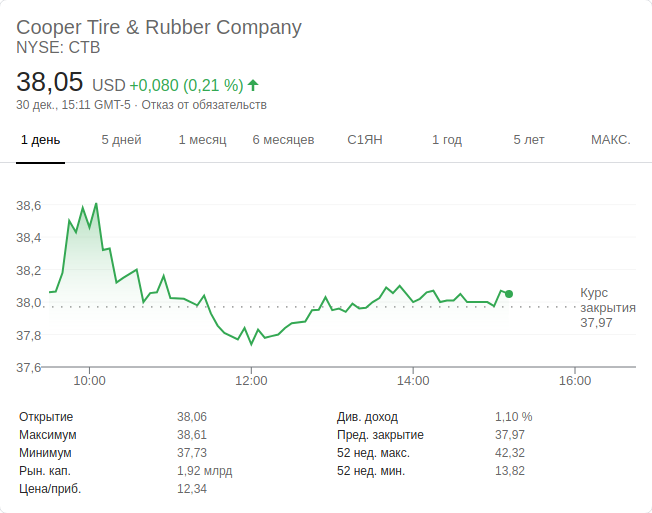 Cooper Tire & Rubber Company
NYSE: CTB
38,05 USD +0,080 (0,21 %)
30 дек., 15:11 GMT-5 · Отказ от обязательств
1 день 5 дней 1 месяц 6 месяцев С1ЯН 1 год 5 лет МАКС.
38,6
38,4
38,2
38,0
37,8
37,6
Курс
закрытия
37,97
10:00 12:00 14:00 16:00
Открытие 38,06 Див. доход 1,10 %
Максимум 38,61 Пред. закрытие 37,97
Минимум 37,73 52 нед. макс. 42,32
Рын. кап. 1,92 млрд 52 нед. мин. 13,82
Цена/приб. 12,34